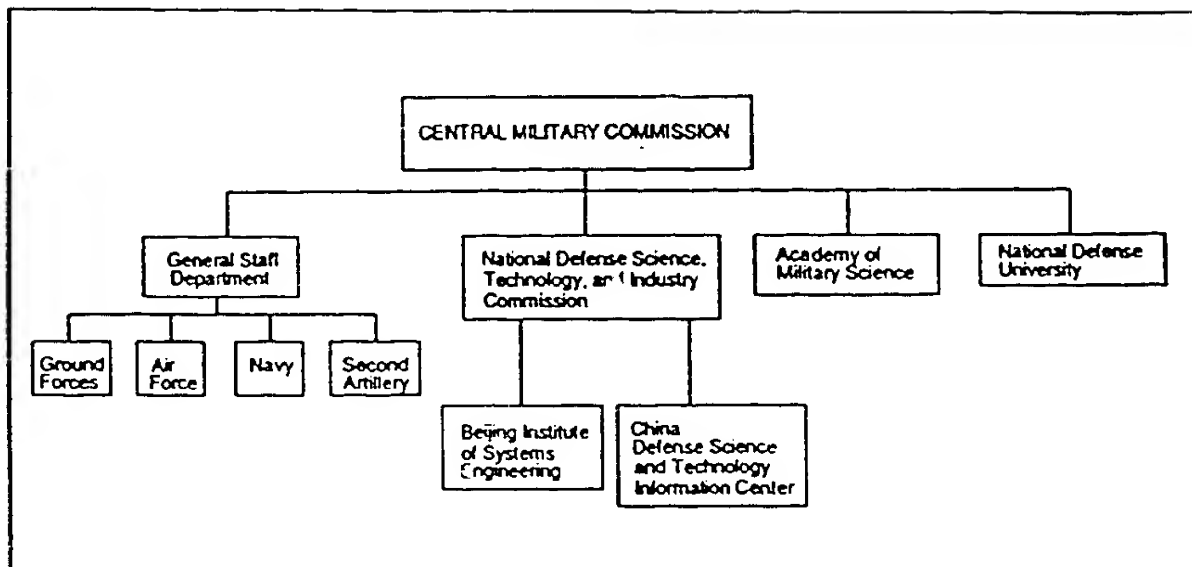 CENTRAL MILITARY COMMISSION
General Staff
Department
National Defense Science,
Technology, and Industry
Commission
Academy of
Military Science
National Defense
University
Ground
Forces
Air
Force
Navy
Second
Artillery
Beijing Institute
of Systems
Engineering
China
Defense Science
and Technology
Information Center